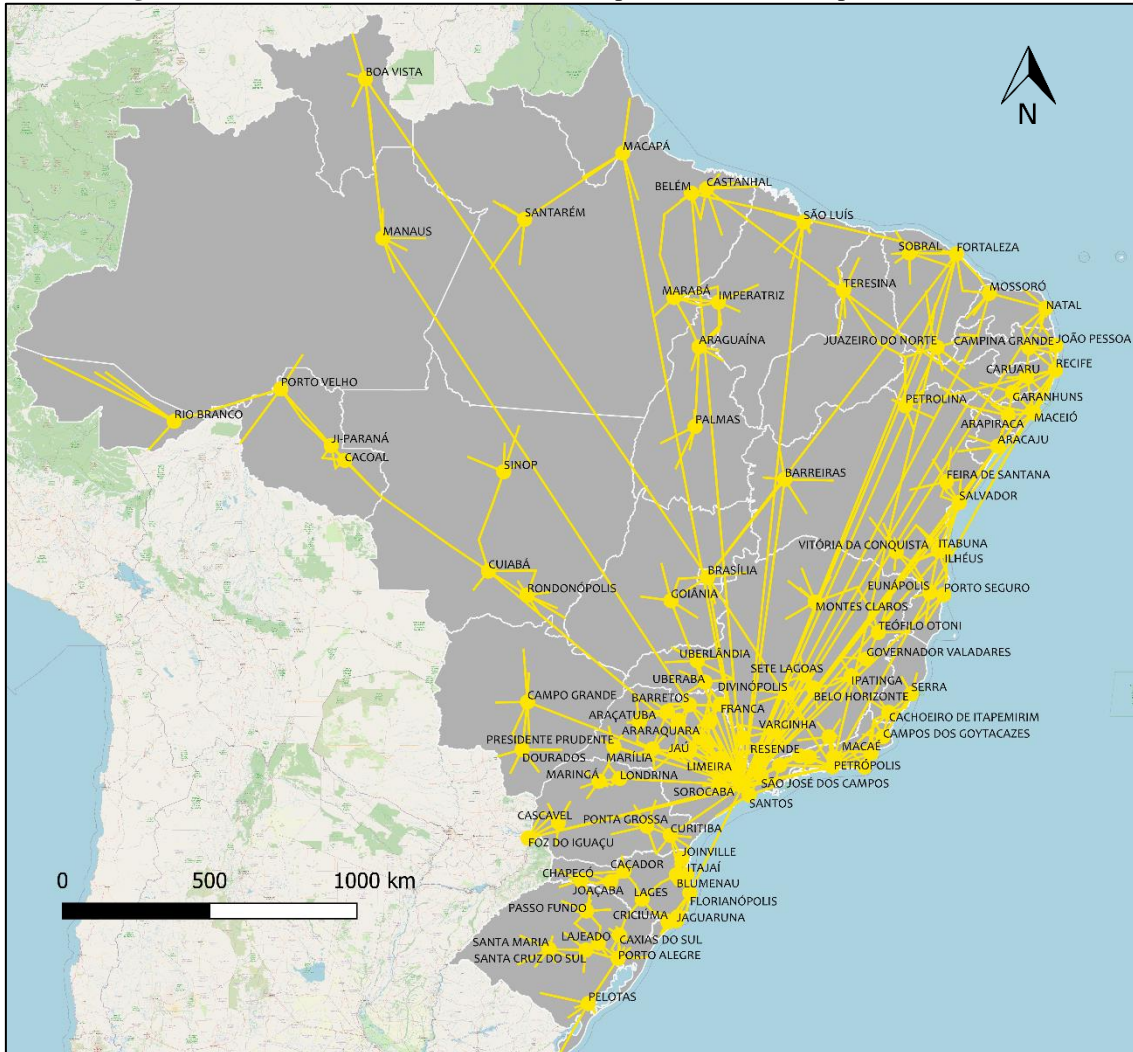 BOA VISTA
MACAPÁ
N
BELÉM
CASTANHAL
SANTARÉM
SÃO LUÍS
MANAUS
SOBRAL
FORTALEZA
MARABÁ
IMPERATRIZ
TERESINA
MOSSORÓ
NATAL
ARAGUAÍNA
JUAZEIRO DO NORTE
CAMPINA GRANDE
JOÃO PESSOA
CARUARU
RECIFE
PORTO VELHO
GARANHUNS
RIO BRANCO
PALMAS
PETROLINA
ARAPIRACA
MACEIÓ
JI-PARANÁ
ARACAJU
CACOAL
SINOP
BARREIRAS
FEIRA DE SANTANA
SALVADOR
VITÓRIA DA CONQUISTA
ITABUNA
ILHÉUS
CUIABÁ
BRASÍLIA
RONDONÓPOLIS
GOIÂNIA
EUNÁPOLIS
PORTO SEGURO
MONTES CLAROS
TEÓFILO OTONI
UBERLÂNDIA
SETE LAGOAS
GOVERNADOR VALADARES
UBERABA
DIVINÓPOLIS
IPATINGA
CAMPO GRANDE
BARRETOS
BELO HORIZONTE
SERRA
ARAÇATUBA
FRANCA
CACHOEIRO DE ITAPEMIRIM
ARARAQUARA
VARGINHA
CAMPOS DOS GOYTACAZES
PRESIDENTE PRUDENTE
RESENDE
MACAÉ
DOURADOS
MARÍLIA
JAÚ
LIMEIRA
PETRÓPOLIS
MARINGÁ
LONDRINA
SOROCABA
SÃO JOSÉ DOS CAMPOS
SANTOS
CASCAVEL
PONTA GROSSA
CURITIBA
FOZ DO IGUAÇU
JOINVILLE
CAÇADOR
ITAJAÍ
CHAPECÓ
JOAÇABA
BLUMENAU
LAGES
FLORIANÓPOLIS
PASSO FUNDO
CRICIÚMA
JAGUARUNA
LAJEADO
CAXIAS DO SUL
SANTA MARIA
SANTA CRUZ DO SUL
PORTO ALEGRE
PELOTAS
0 500 1000 km